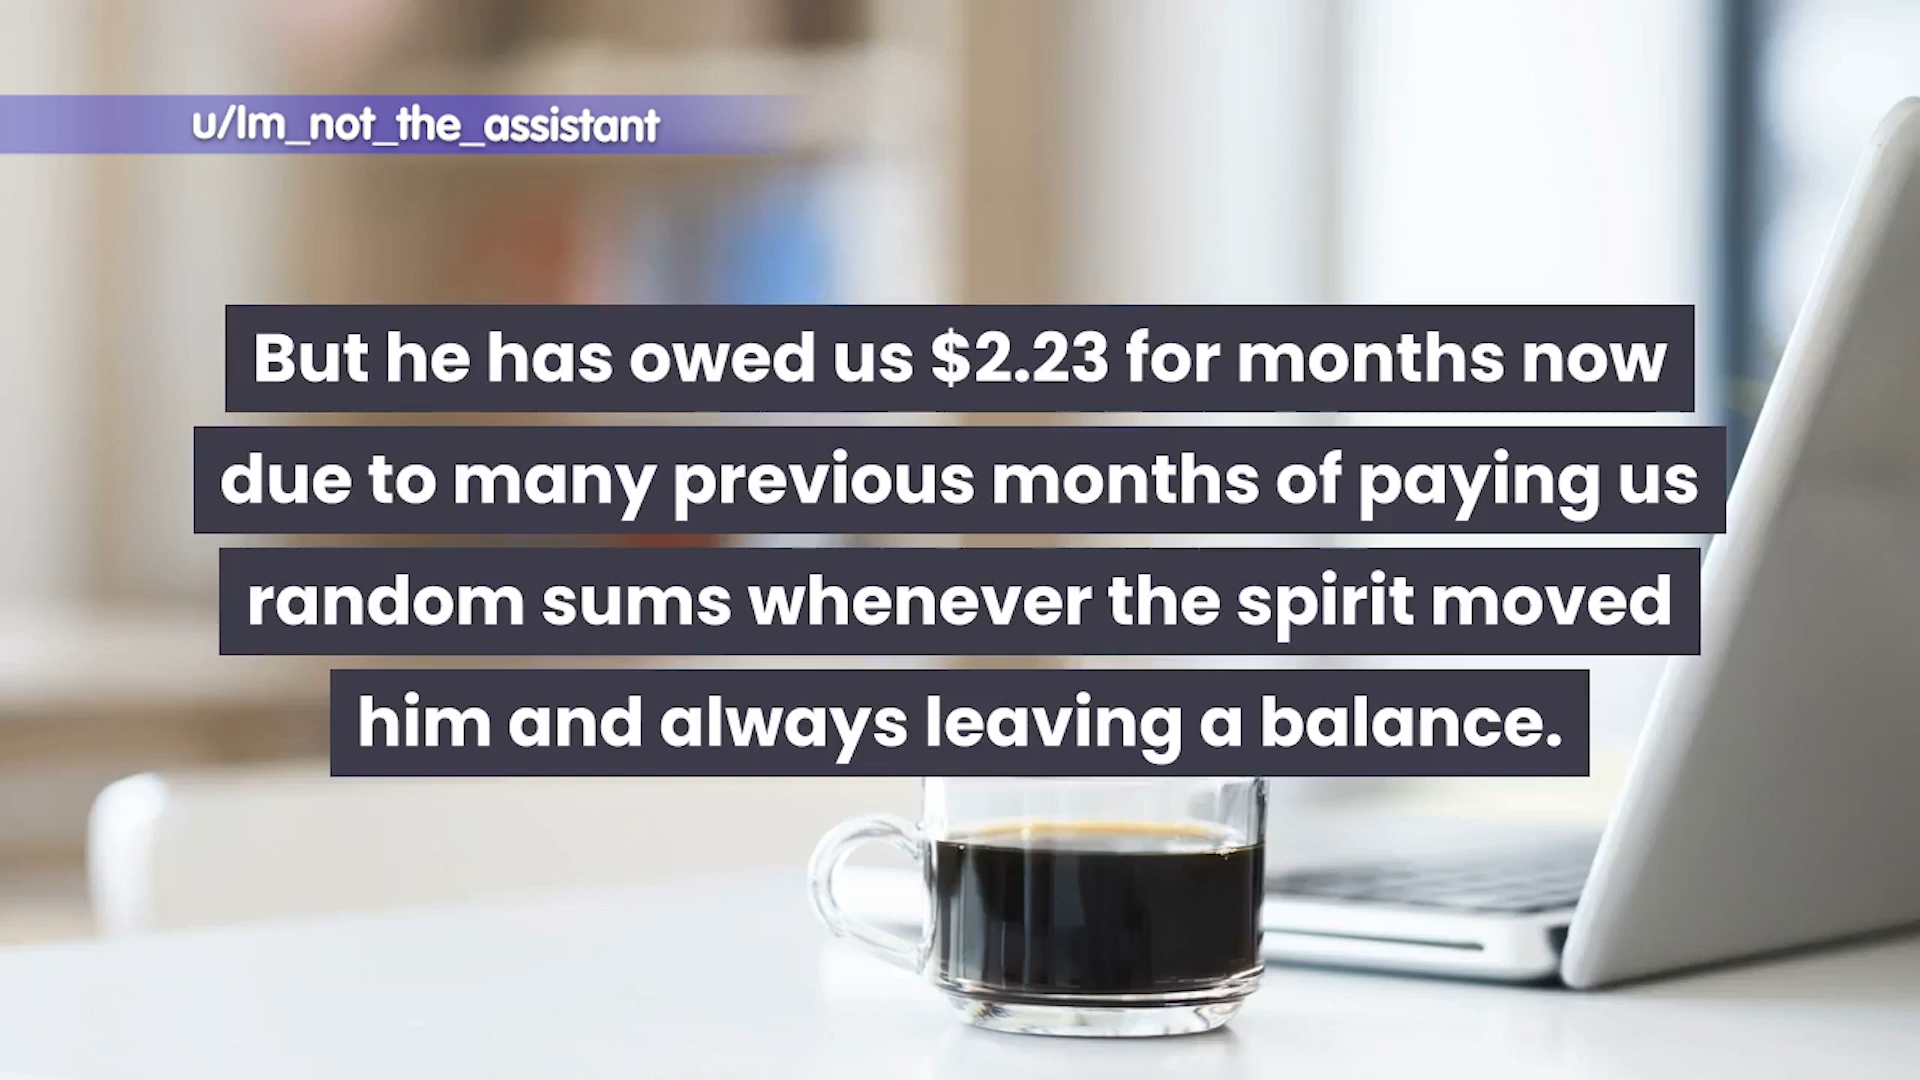 u/Im_not_the_assistant
But he has owed us $2.23 for months now
due to many previous months of paying us
random sums whenever the spirit moved
him and always leaving a balance.